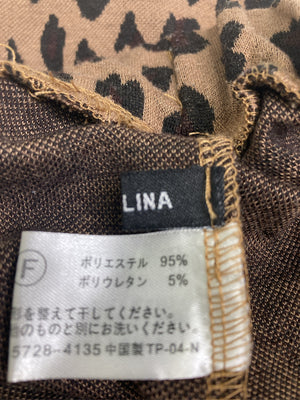 LINA
F
ポリエステル 95%
ポリウレタン 5%
形を整えて干してください。
のものと別にお洗いください。
5728-4135 中国製 TP-04-N